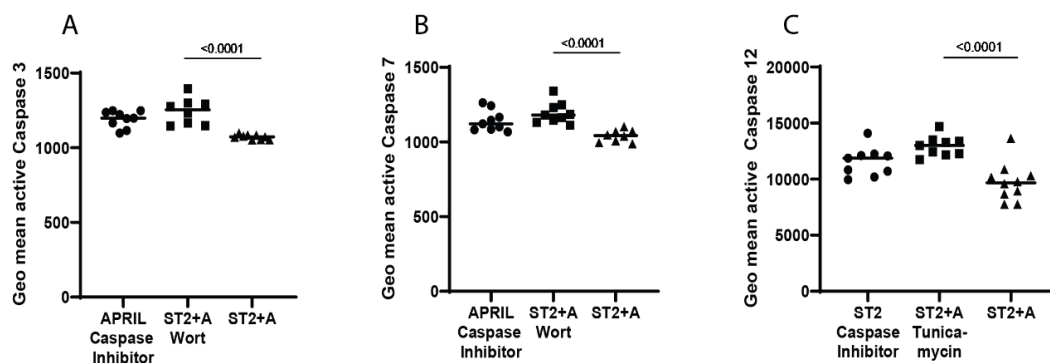 A
<0.0001
Geo mean active Caspase 3
1500
1000
500
0
APRIL
Caspase
Inhibitor
ST2+A
Wort
ST2+A
B
<0.0001
Geo mean active Caspase 7
1500
1000
500
0
APRIL
Caspase
Inhibitor
ST2+A
Wort
ST2+A
C
<0.0001
Geo mean active Caspase 12
20000
15000
10000
5000
0
ST2
Caspase
Inhibitor
ST2+A
Tunica-
mycin
ST2+A